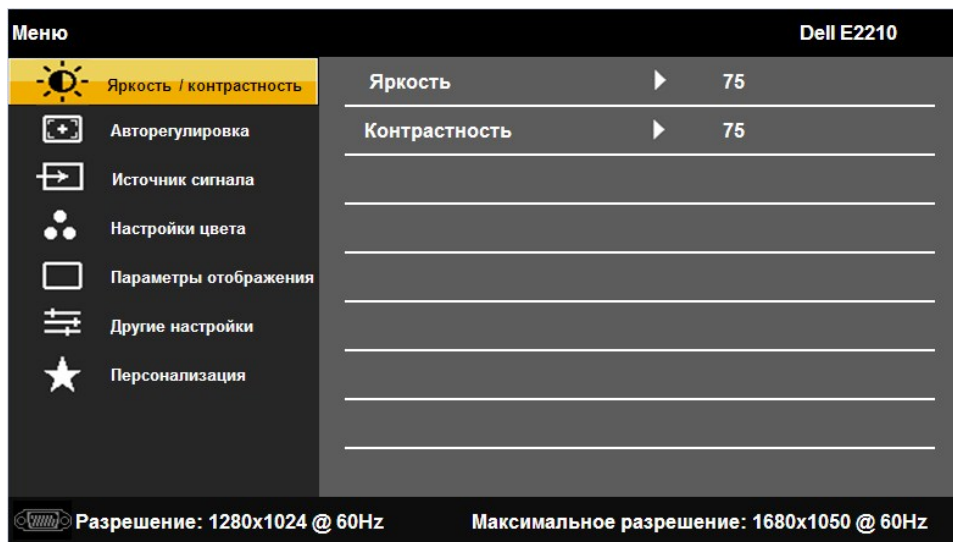 Меню Dell E2210
Яркость / контрастность Яркость 75
Авторегулировка Контрастность 75
Источник сигнала
Настройки цвета
Параметры отображения
Другие настройки
Персонализация
Разрешение: 1280x1024 @ 60Hz Максимальное разрешение: 1680x1050 @ 60Hz